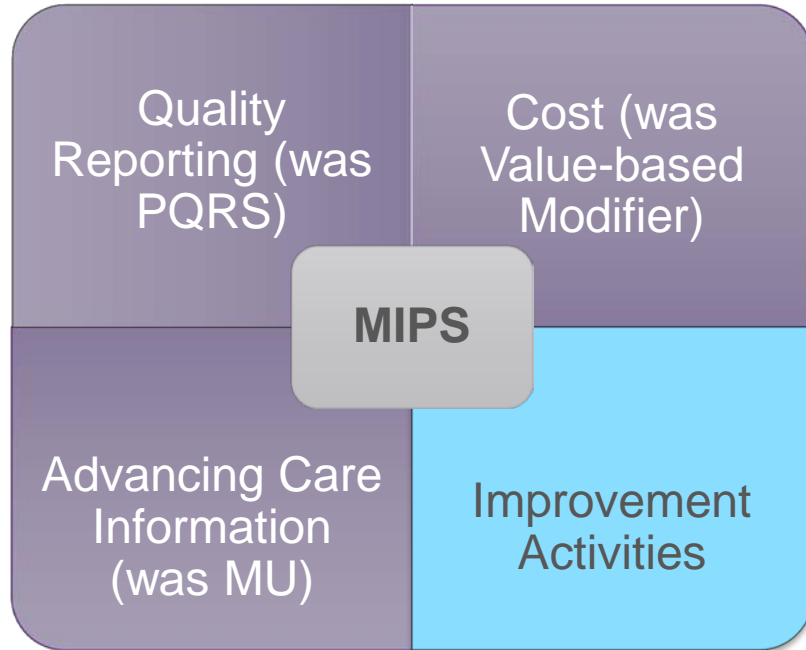 Quality
Reporting (was
PQRS)
Cost (was
Value-based
Modifier)
MIPS
Advancing Care
Information
(was MU)
Improvement
Activities